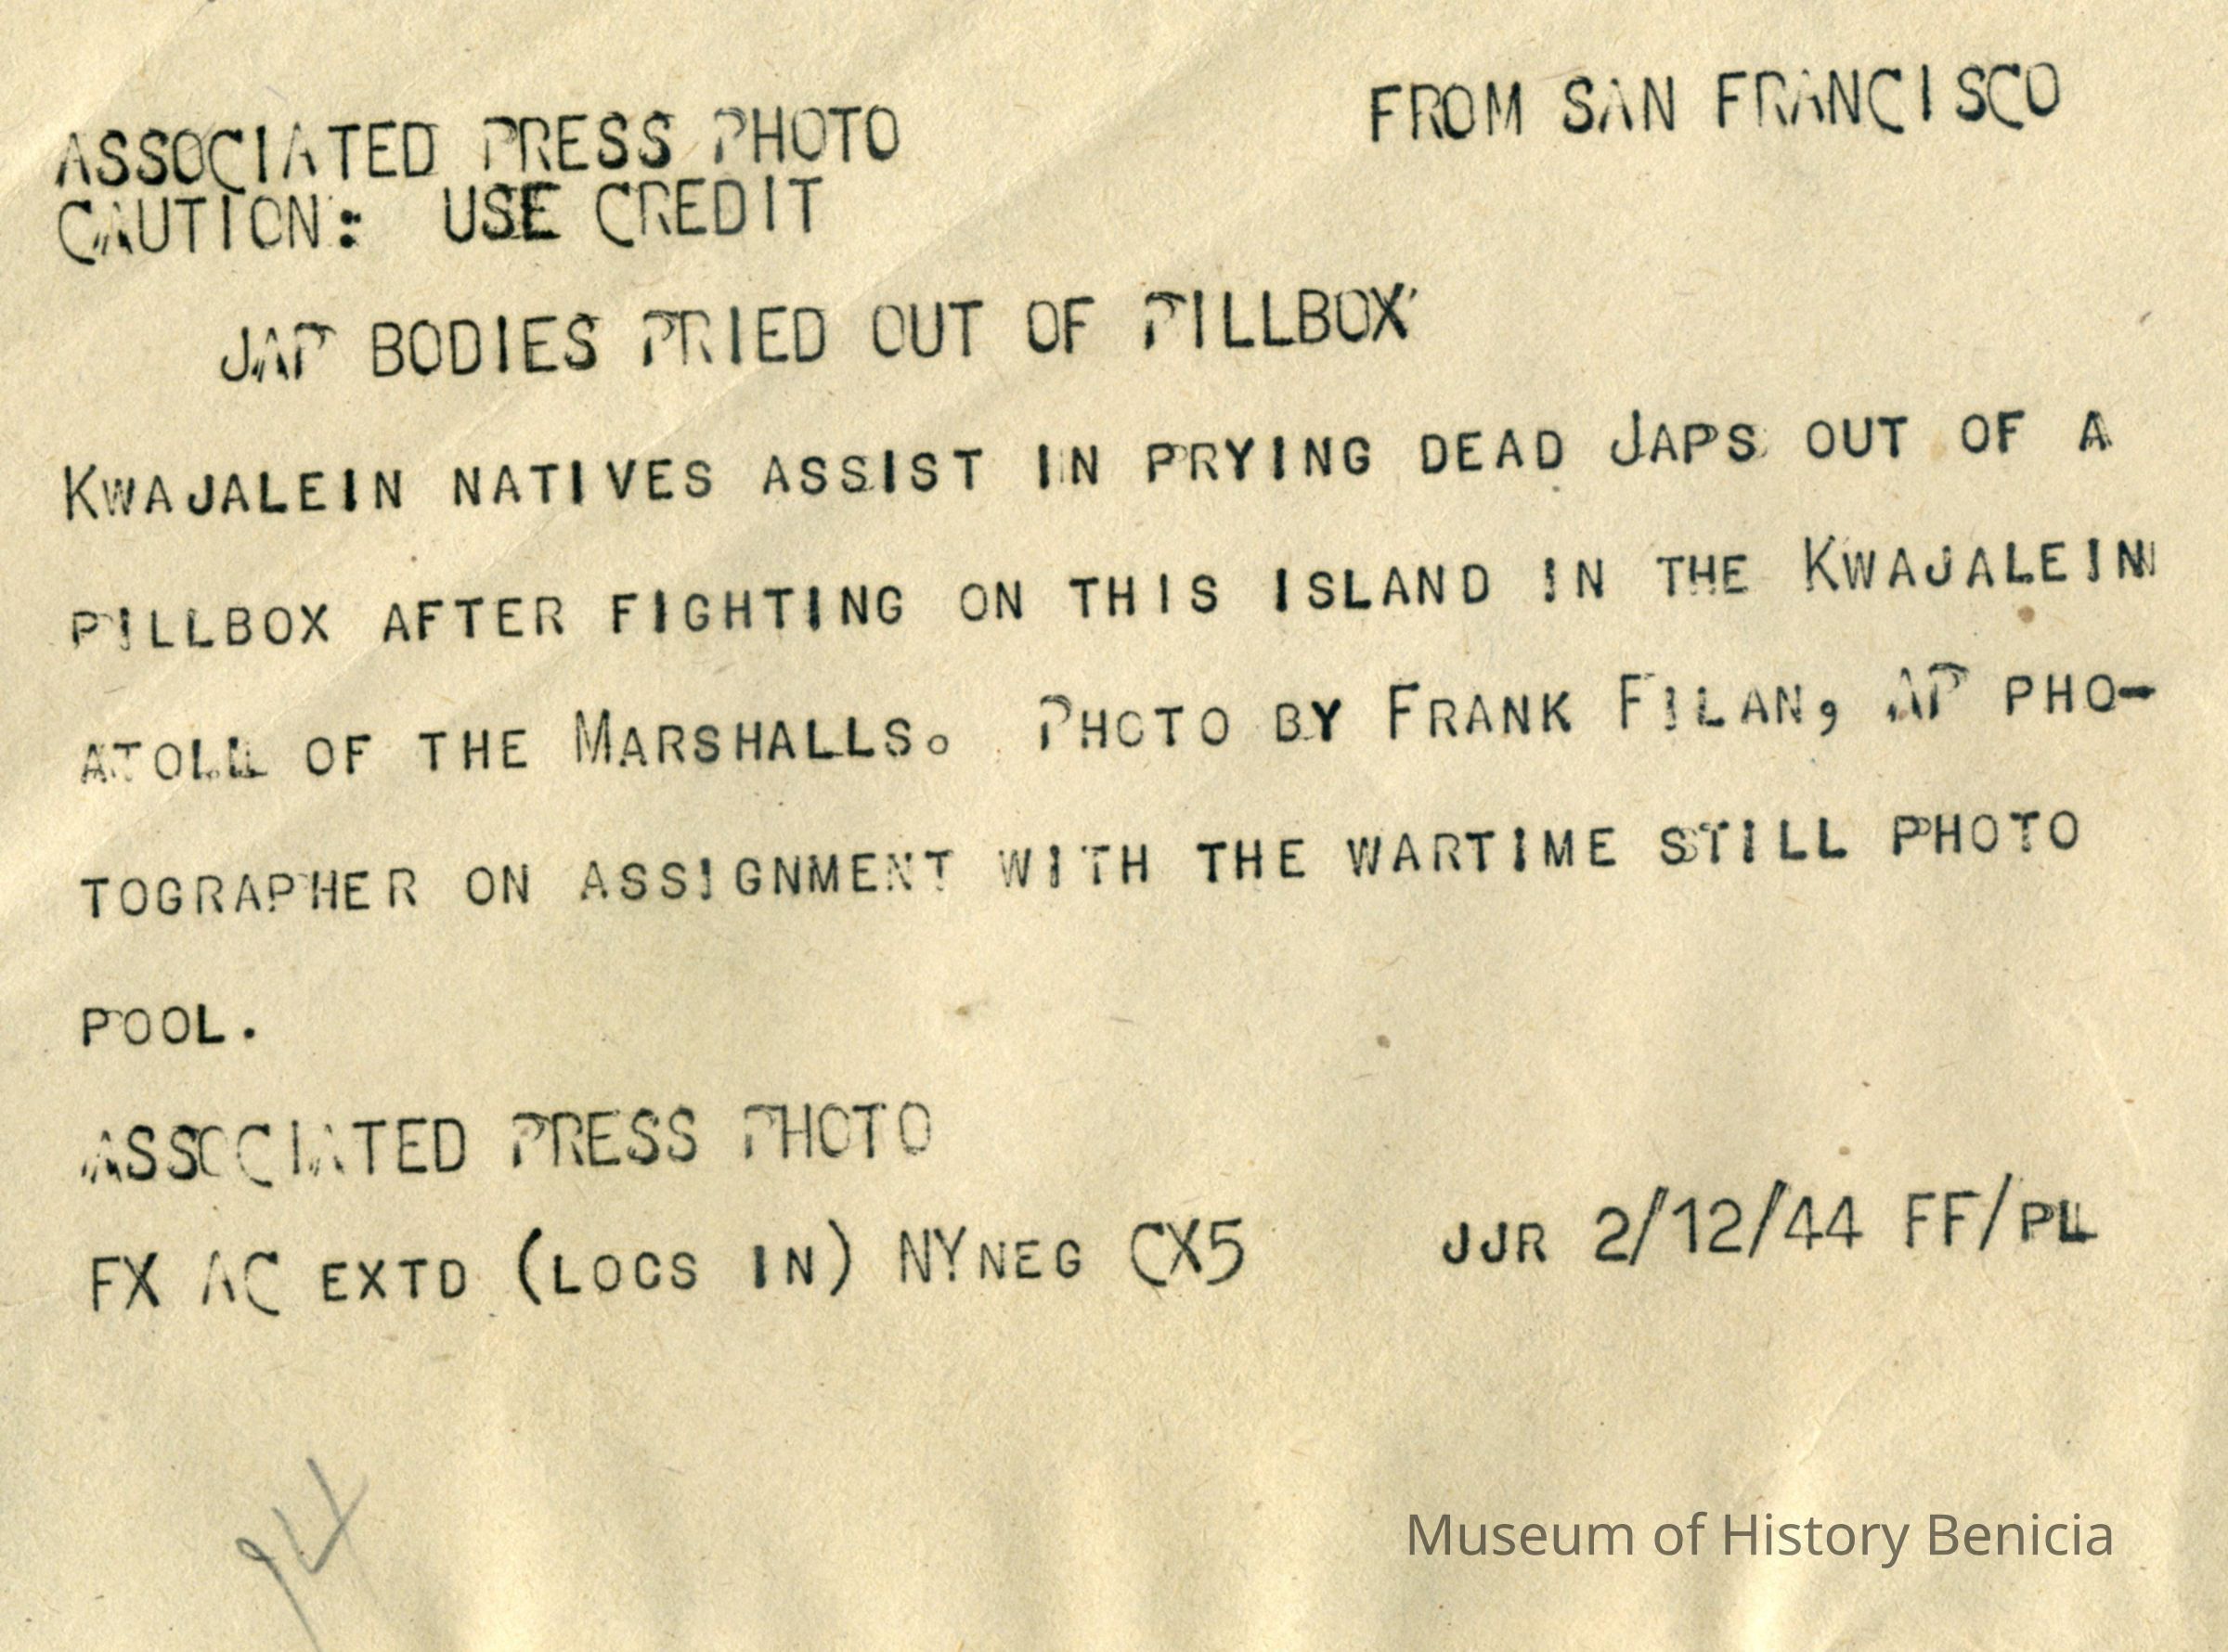 FROM SAN FRANCISCO
ASSOCIATED PRESS PHOTO
CAUTION: USE CREDIT
JAP BODIES PRIED OUT OF PILLBOX
KWAJALEIN NATIVES ASSIST IN PRYING DEAD JAPS OUT OF A
PILLBOX AFTER FIGHTING ON THIS ISLAND IN THE KWAJALEIN
ATOLL OF THE MARSHALLS. PHOTO BY FRANK FILAN, AP PHO-
TOGRAPHER ON ASSIGNMENT WITH THE WARTIME STILL PHOTO
POOL.
ASSOCIATED PRESS PHOTO
FX AC EXTD (LOCS IN) NYNEG CX5 JJR 2/12/44 FF/PLL
Museum of History Benicia